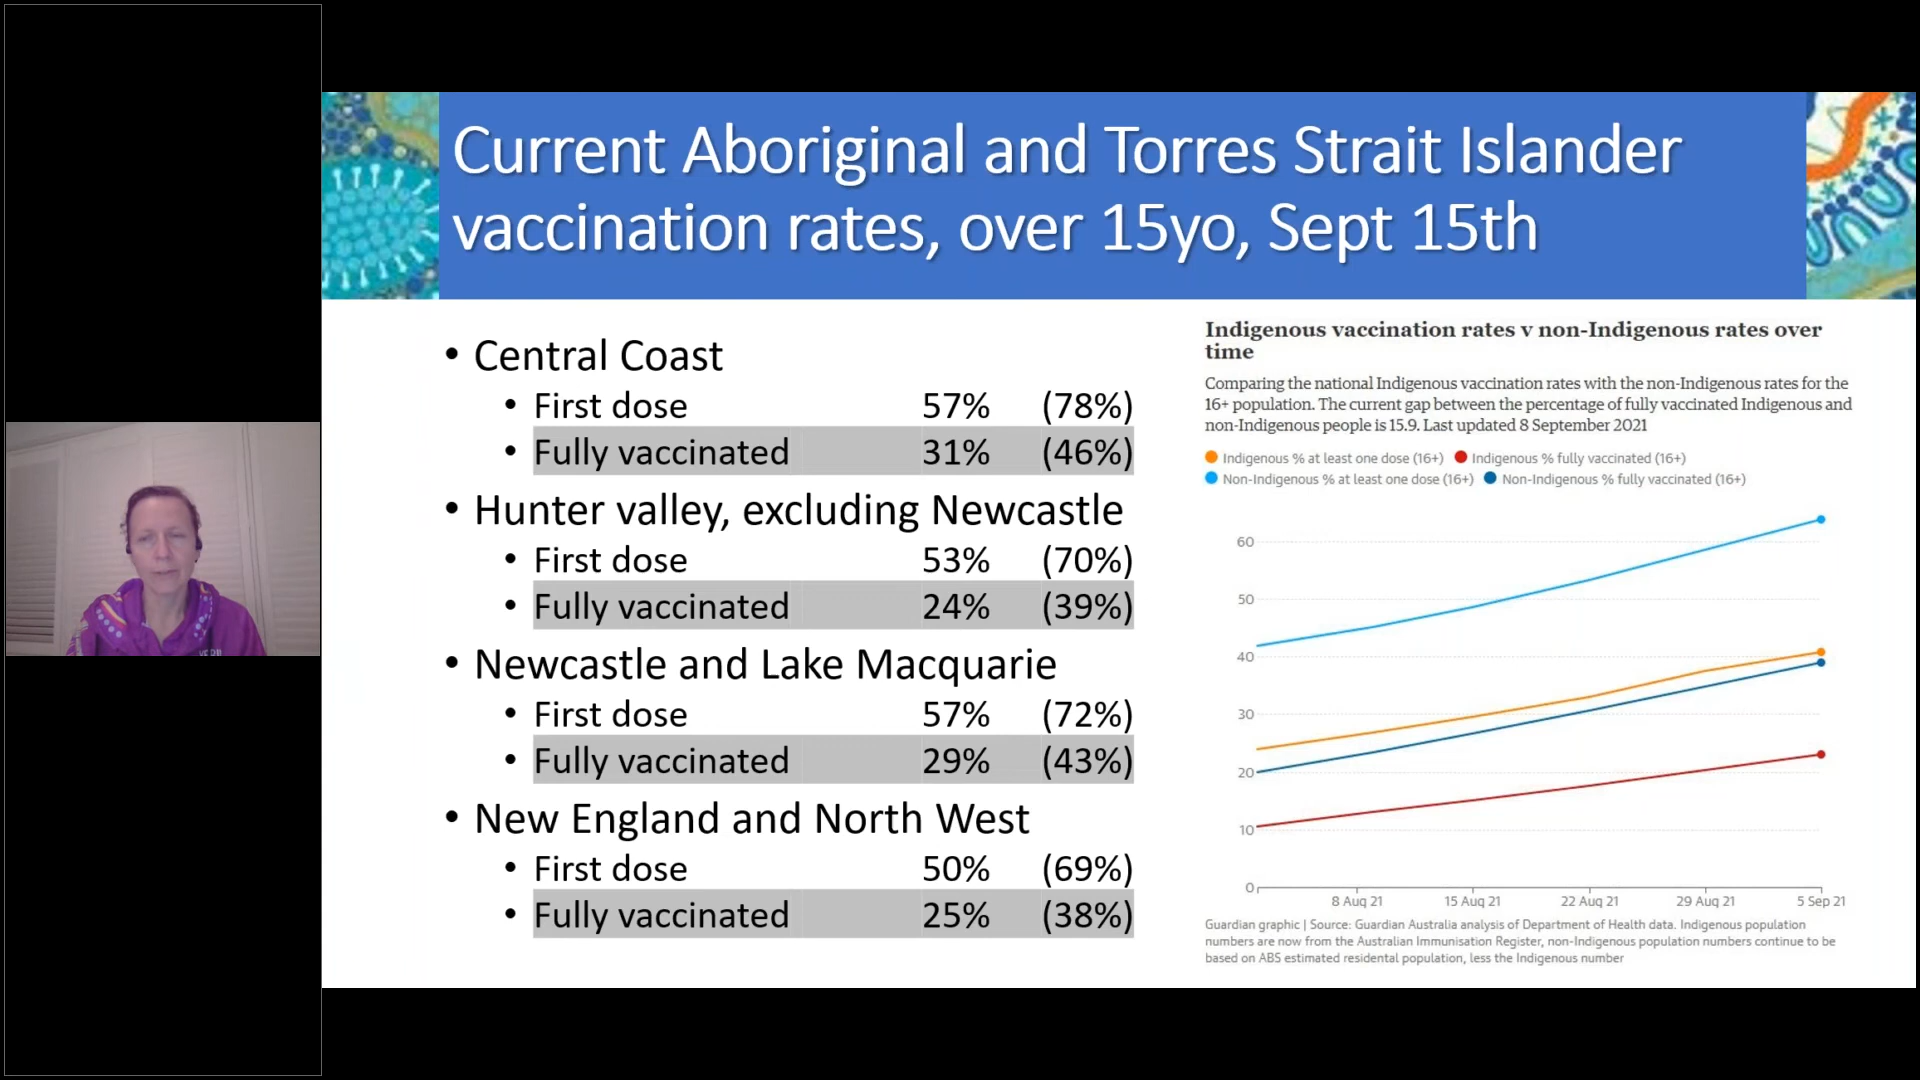 Current Aboriginal and Torres Strait Islander
vaccination rates, over 15yo, Sept 15th
• Central Coast
• First dose 57% (78%)
• Fully vaccinated 31% (46%)
• Hunter valley, excluding Newcastle
• First dose 53% (70%)
• Fully vaccinated 24% (39%)
• Newcastle and Lake Macquarie
• First dose 57% (72%)
• Fully vaccinated 29% (43%)
• New England and North West
• First dose 50% (69%)
• Fully vaccinated 25% (38%)
Indigenous vaccination rates v non-Indigenous rates over
time
Comparing the national Indigenous vaccination rates with the non-Indigenous rates for the
16+ population. The current gap between the percentage of fully vaccinated Indigenous and
non-Indigenous people is 15.9. Last updated 8 September 2021
Indigenous % at least one dose (16+) Indigenous % fully vaccinated (16+)
Non-Indigenous % at least one dose (16+) Non-Indigenous % fully vaccinated (16+)
60
50
40
30
20
10
0
8 Aug 21 15 Aug 21 22 Aug 21 29 Aug 21 5 Sep 21
Guardian graphic | Source: Guardian Australia analysis of Department of Health data. Indigenous population
numbers are now from the Australian Immunisation Register, non-Indigenous population numbers continue to be
based on ABS estimated residental population, less the Indigenous number